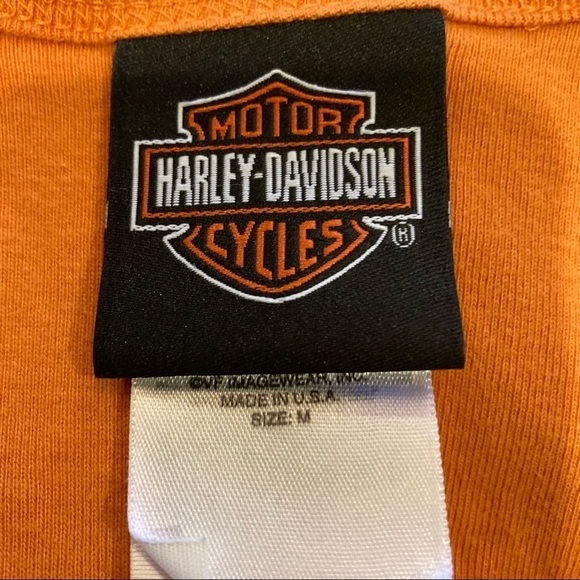 MOTOR
HARLEY-DAVIDSON
CYCLES
®
©VF IMAGEWEAR, INC.
MADE IN U.S.A.
SIZE: M